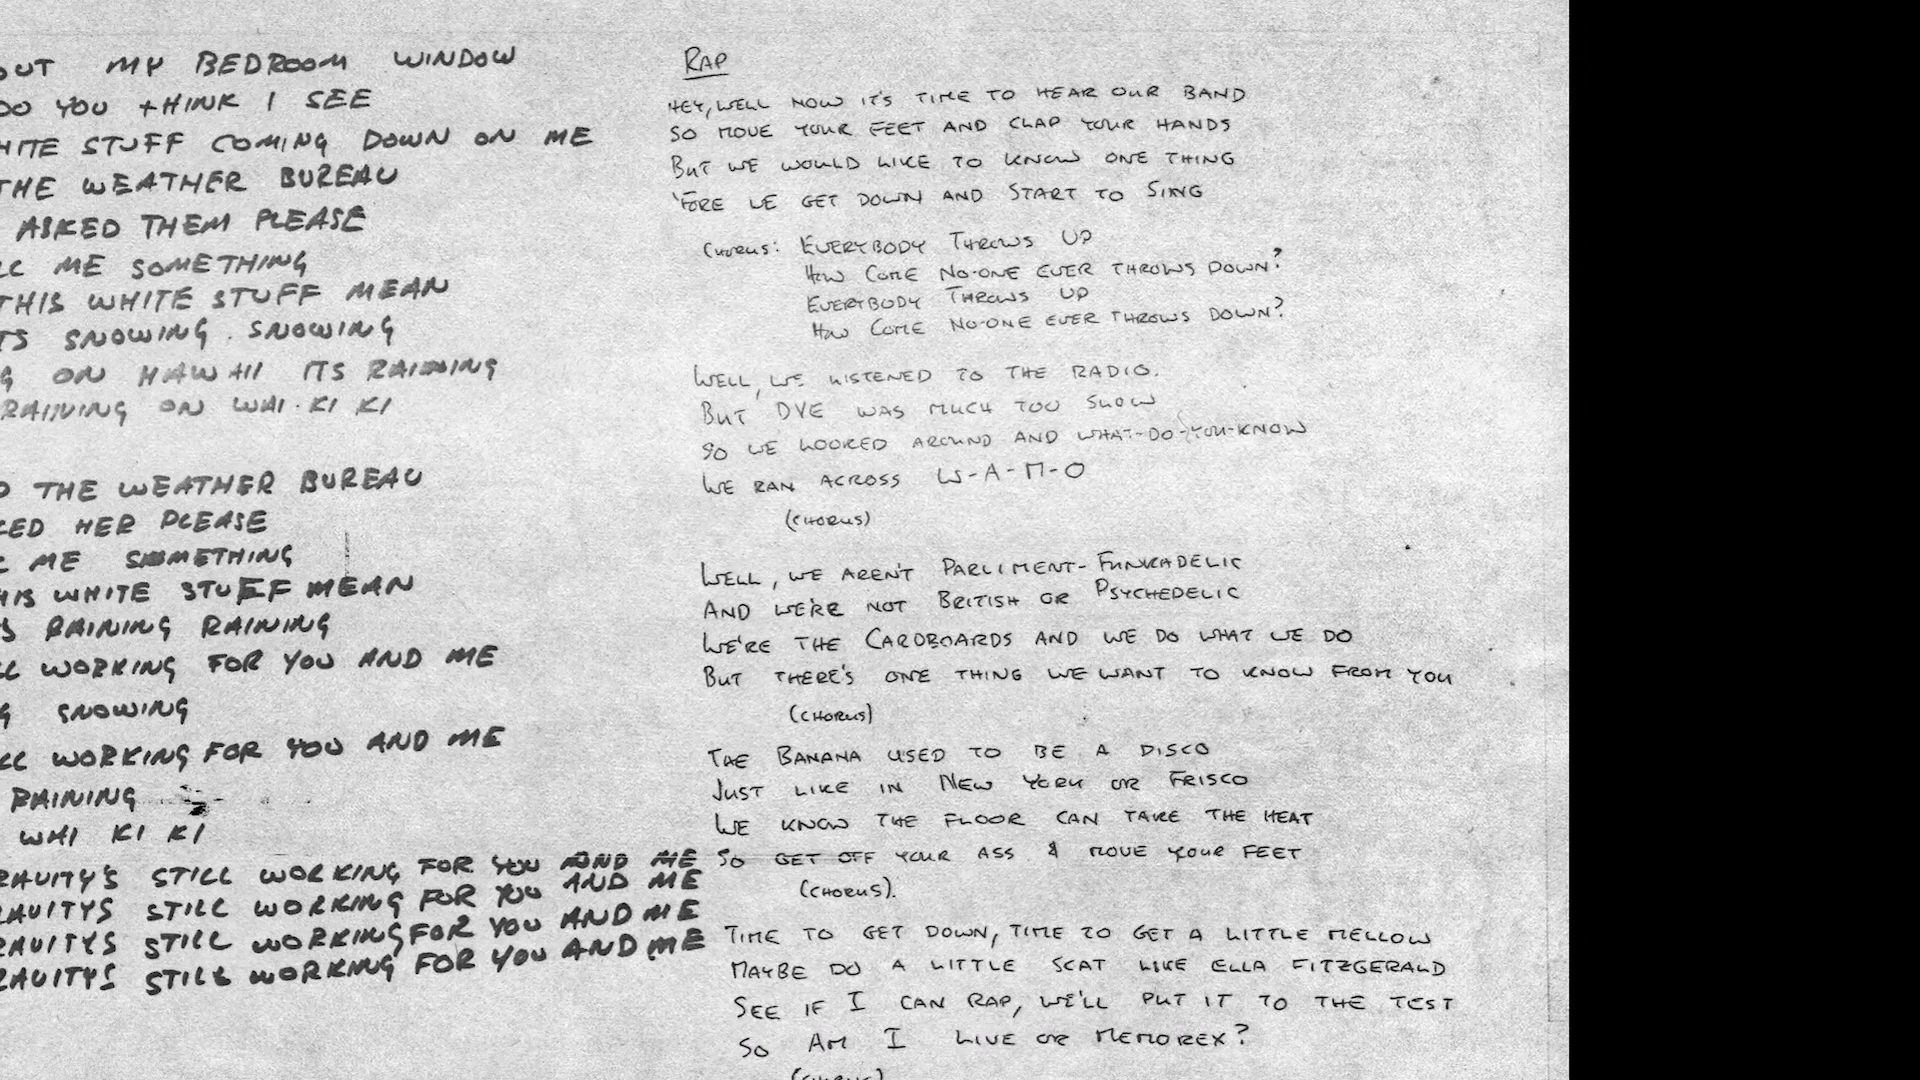 OUT MY BEDROOM WINDOW
DO YOU THINK I SEE
HITE STUFF COMING DOWN ON ME
THE WEATHER BUREAU
ASKED THEM PLEASE
ME SOMETHING
THIS WHITE STUFF MEAN
TS SNOWING. SNOWING
G ON HAWAII ITS RAINING
RAINING ON WAI·KI KI
THE WEATHER BUREAU
KED HER PLEASE
ME SOMETHING
HIS WHITE STUFF MEAN
S RAINING RAINING
LL WORKING FOR YOU AND ME
G SNOWING
LL WORKING FOR YOU AND ME
RAINING
WAI KI KI
RAVITY'S STILL WORKING FOR YOU AND ME
RAVITYS STILL WORKING FOR YOU AND ME
RAVITYS STILL WORKING FOR YOU AND ME
RAVITYS STILL WORKING FOR YOU AND ME
RAP
HEY, WELL NOW IT'S TIME TO HEAR OUR BAND
SO MOVE YOUR FEET AND CLAP YOUR HANDS
BUT WE WOULD LIKE TO KNOW ONE THING
'FORE WE GET DOWN AND START TO SING
CHORUS: EVERYBODY THROWS UP
HOW COME NO-ONE EVER THROWS DOWN?
EVERYBODY THROWS UP
HOW COME NO-ONE EVER THROWS DOWN?
WELL, WE LISTENED TO THE RADIO.
BUT DVE WAS MUCH TOO SLOW
SO WE LOOKED AROUND AND WHAT-DO-YOU-KNOW
WE RAN ACROSS W-A-M-O
(CHORUS)
WELL, WE AREN'T PARLIMENT-FUNKADELIC
AND WE'RE NOT BRITISH OR PSYCHEDELIC
WE'RE THE CARDBOARDS AND WE DO WHAT WE DO
BUT THERE'S ONE THING WE WANT TO KNOW FROM YOU
(CHORUS)
THE BANANA USED TO BE A DISCO
JUST LIKE IN NEW YORK OR FRISCO
WE KNOW THE FLOOR CAN TAKE THE HEAT
SO GET OFF YOUR ASS & MOVE YOUR FEET
(CHORUS).
TIME TO GET DOWN, TIME TO GET A LITTLE MELLOW
MAYBE DO A LITTLE SCAT LIKE ELLA FITZGERALD
SEE IF I CAN RAP, WE'LL PUT IT TO THE TEST
SO AM I LIVE OR MEMOREX?
(CHORUS)